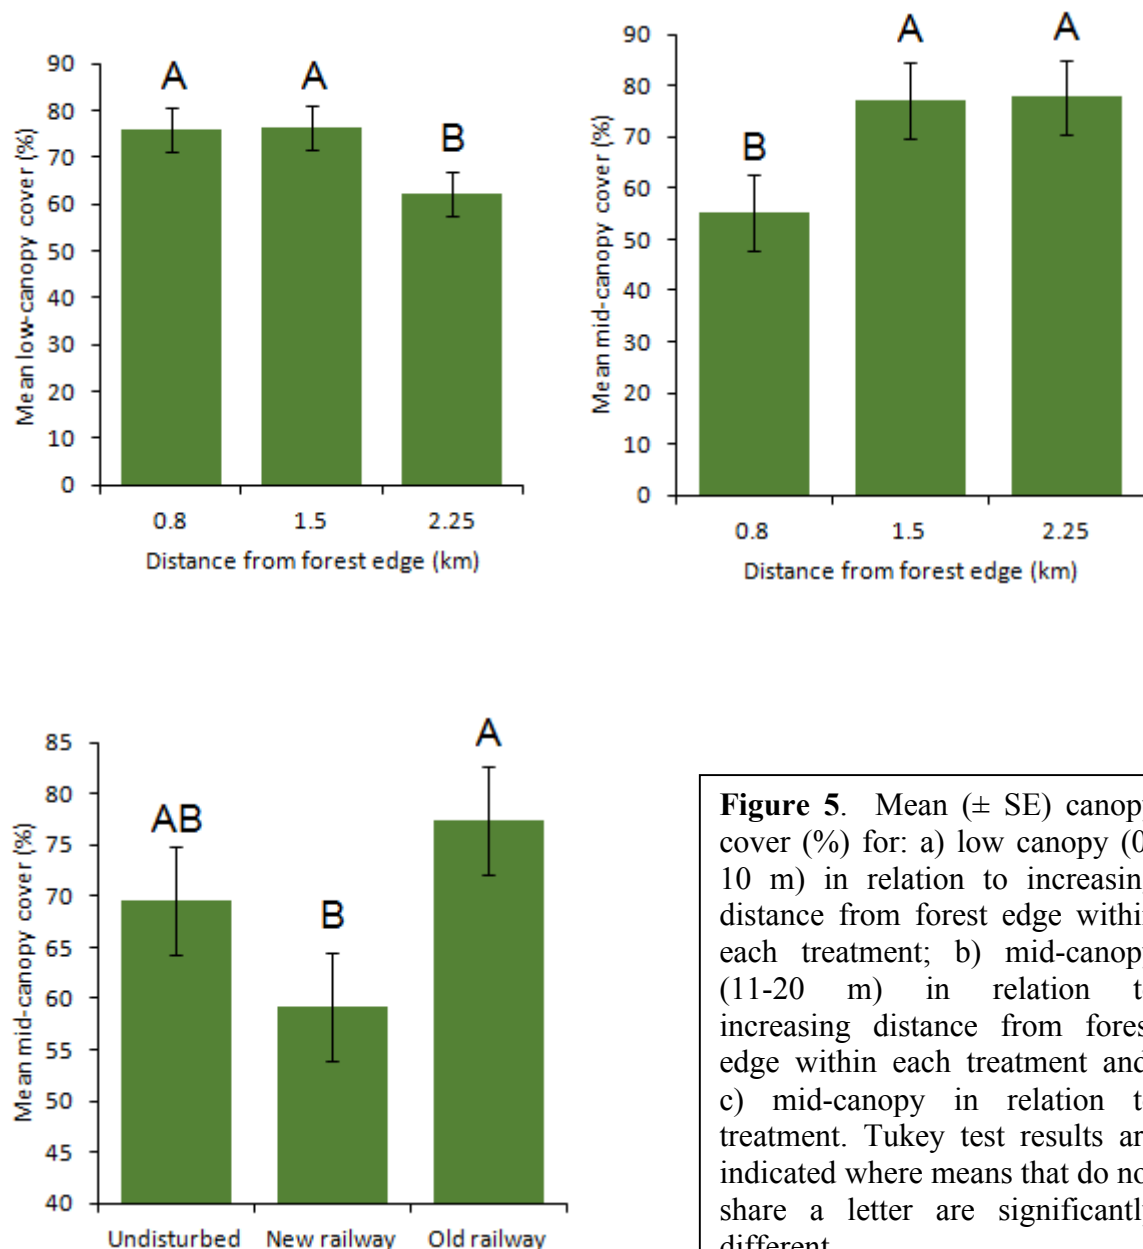 A A B
90
80
70
60
50
40
30
20
10
0
Mean low-canopy cover (%)
0.8 1.5 2.25
Distance from forest edge (km)
B A A
90
80
70
60
50
40
30
20
10
0
Mean mid-canopy cover (%)
0.8 1.5 2.25
Distance from forest edge (km)
AB B A
85
80
75
70
65
60
55
50
45
40
Mean mid-canopy cover (%)
Undisturbed New railway Old railway
Figure 5. Mean (± SE) canop
cover (%) for: a) low canopy (0
10 m) in relation to increasin
distance from forest edge withi
each treatment; b) mid-canop
(11-20 m) in relation t
increasing distance from fores
edge within each treatment and
c) mid-canopy in relation t
treatment. Tukey test results ar
indicated where means that do no
share a letter are significantl
different